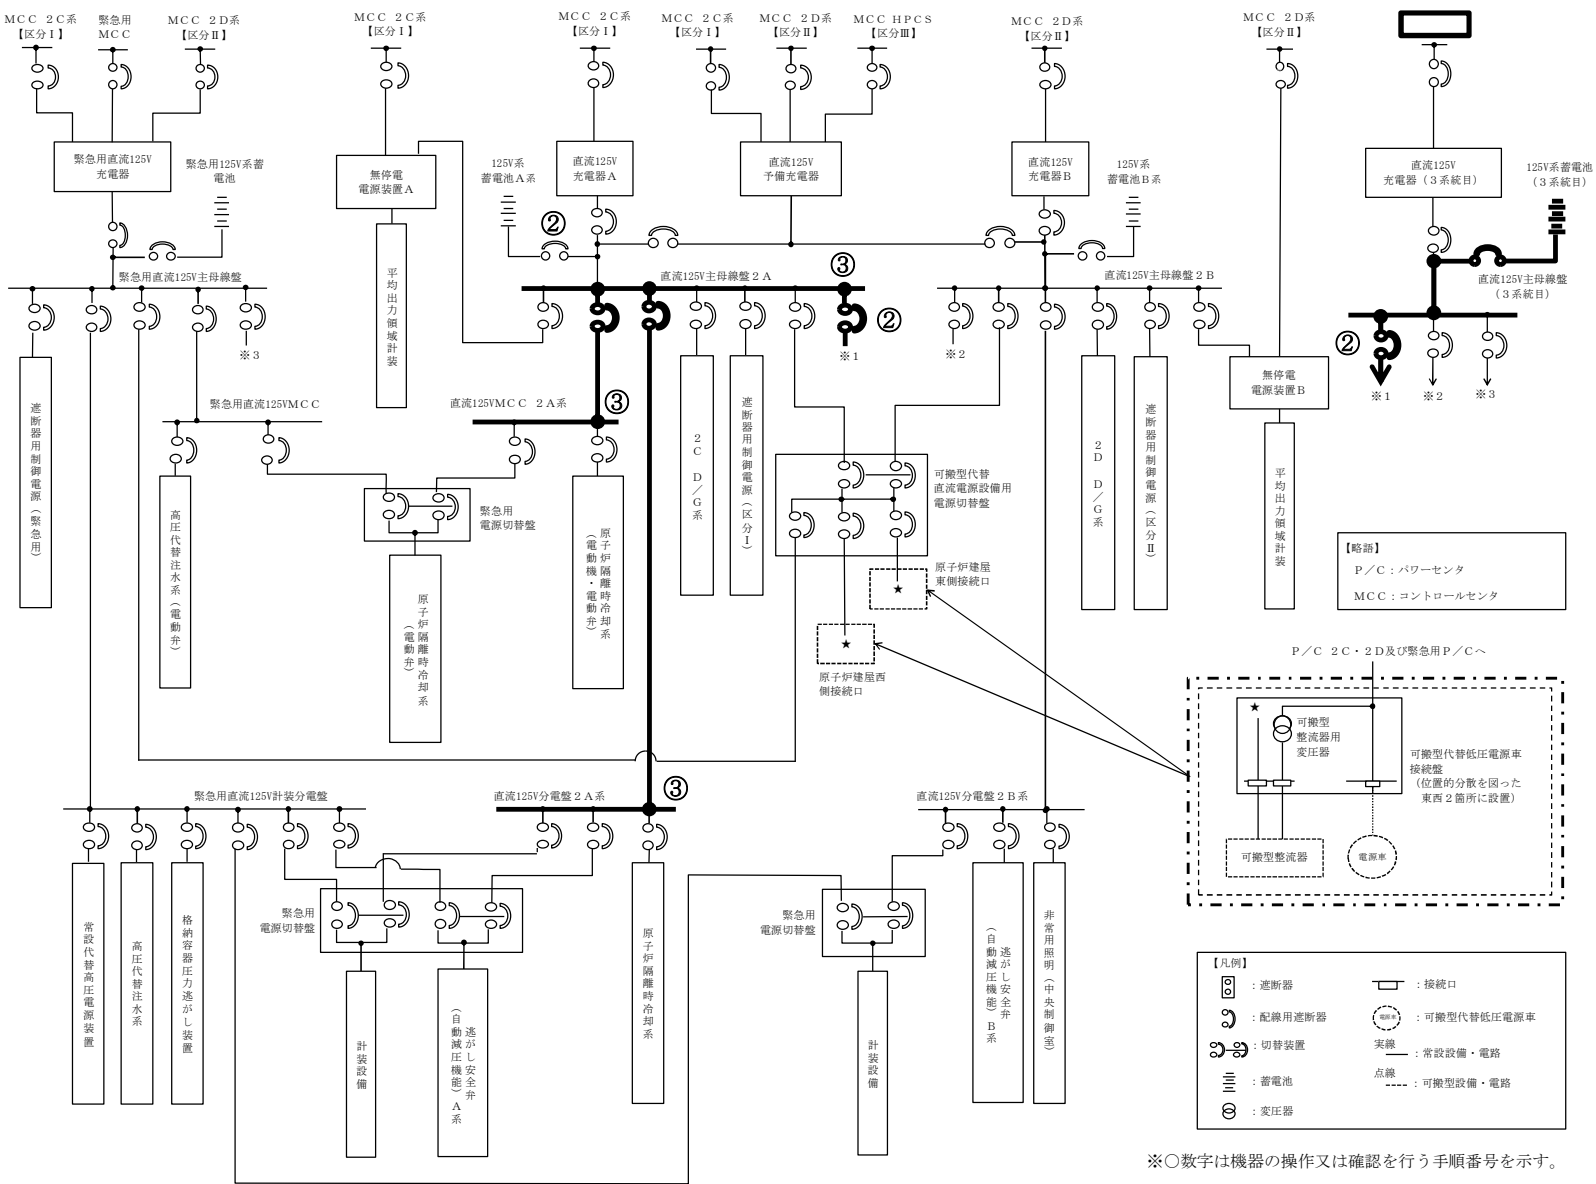 MCC 2C系
【区分Ⅰ】
緊急用
MCC
MCC 2D系
【区分Ⅱ】
MCC 2C系
【区分Ⅰ】
MCC 2C系
【区分Ⅰ】
MCC 2C系
【区分Ⅰ】
MCC 2D系
【区分Ⅱ】
MCC HPCS
【区分Ⅲ】
MCC 2D系
【区分Ⅱ】
MCC 2D系
【区分Ⅱ】
緊急用直流125V
充電器
緊急用125V系蓄
電池
無停電
電源装置A
125V系
蓄電池A系
直流125V
充電器A
直流125V
予備充電器
直流125V
充電器B
125V系
蓄電池B系
直流125V
充電器(3系統目)
125V系蓄電池
(3系統目)
②
緊急用直流125V主母線盤
直流125V主母線盤2A
③
直流125V主母線盤2B
直流125V主母線盤
(3系統目)
平均出力領域計装
②
②
※3
※1
※2
※1
※2
※3
無停電
電源装置B
緊急用直流125VMCC
直流125VMCC 2A系
③
遮断器用制御電源(緊急用)
高圧代替注水系(電動弁)
緊急用
電源切替盤
原子炉隔離時冷却系
(電動弁)
原子炉隔離時冷却系
(電動機・電動弁)
2C D/G系
遮断器用制御電源(区分Ⅰ)
可搬型代替
直流電源設備用
電源切替盤
2D D/G系
遮断器用制御電源(区分Ⅱ)
平均出力領域計装
【略語】
P/C:パワーセンタ
MCC:コントロールセンタ
原子炉建屋
東側接続口
★
★
原子炉建屋西
側接続口
P/C 2C・2D及び緊急用P/Cへ
★
可搬型
整流器用
変圧器
可搬型代替低圧電源車
接続盤
(位置的分散を図った
東西2箇所に設置)
可搬型整流器
電源車
緊急用直流125V計装分電盤
直流125V分電盤2A系
③
直流125V分電盤2B系
常設代替高圧電源装置
高圧代替注水系
格納容器圧力逃がし装置
緊急用
電源切替盤
計装設備
逃がし安全弁
(自動減圧機能)A系
原子炉隔離時冷却系
緊急用
電源切替盤
計装設備
逃がし安全弁
(自動減圧機能)B系
非常用照明(中央制御室)
【凡例】
:遮断器
:配線用遮断器
:切替装置
:蓄電池
:変圧器
:接続口
電源車
:可搬型代替低圧電源車
実線
:常設設備・電路
点線
:可搬型設備・電路
※○数字は機器の操作又は確認を行う手順番号を示す。